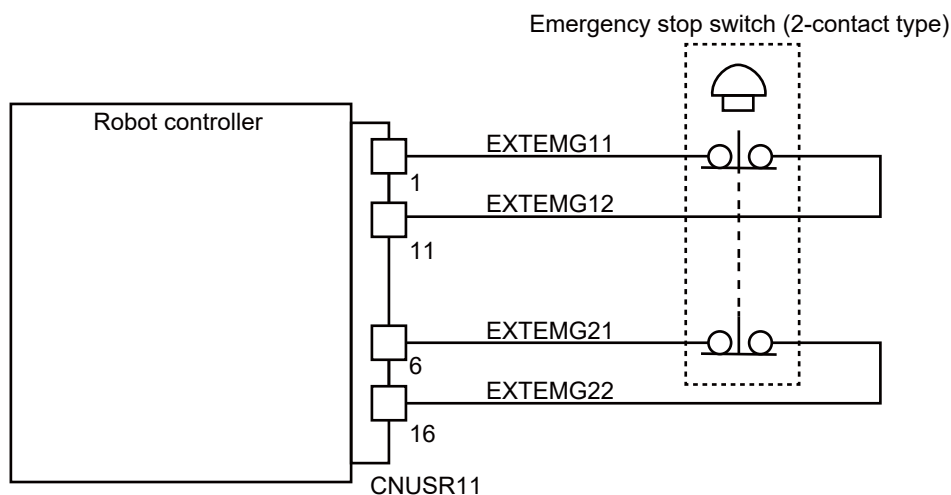 Emergency stop switch (2-contact type)
Robot controller
EXTEMG11
1
EXTEMG12
11
EXTEMG21
6
EXTEMG22
16
CNUSR11